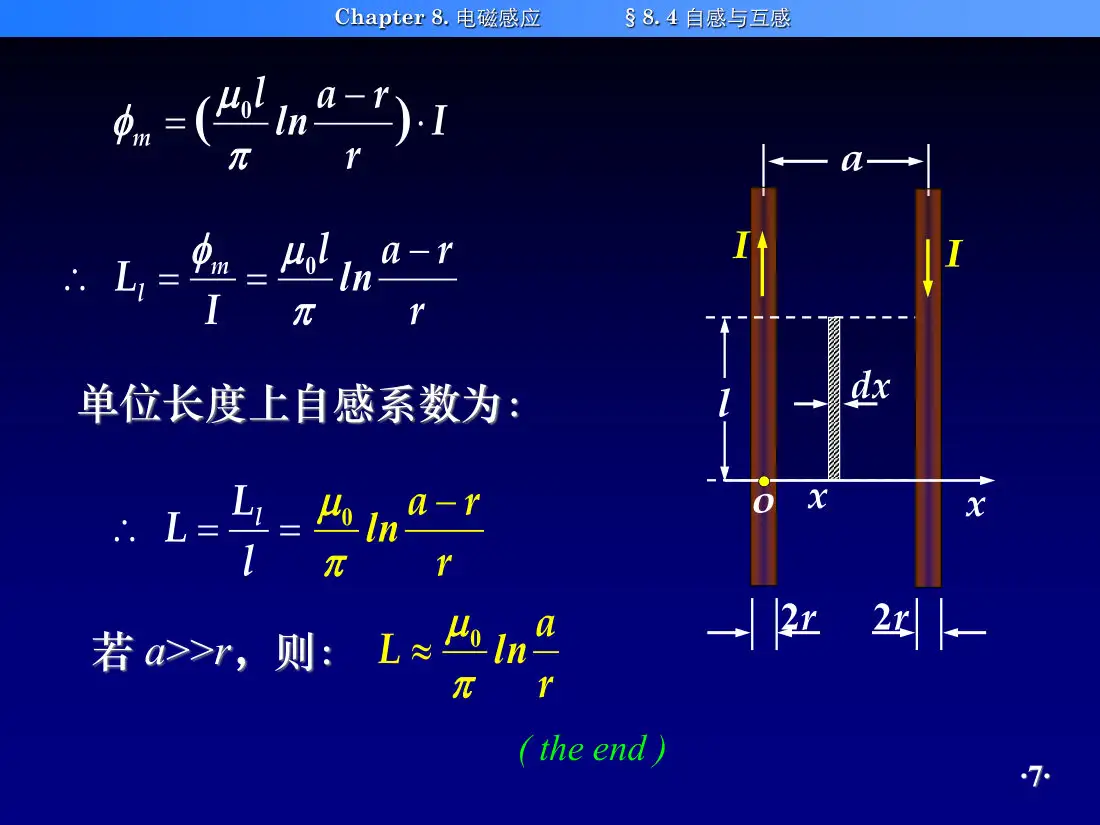 Chapter 8. 电磁感应 §8. 4 自感与互感
ϕm = (μ0l/π ln (a − r)/r) · I
∴ Ll = ϕm/I = μ0l/π ln (a − r)/r
单位长度上自感系数为:
∴ L = Ll/l = μ0/π ln (a − r)/r
若 a>>r，则: L ≈ μ0/π ln a/r
( the end )
·7·
a
I
I
l
dx
o
x
x
2r
2r